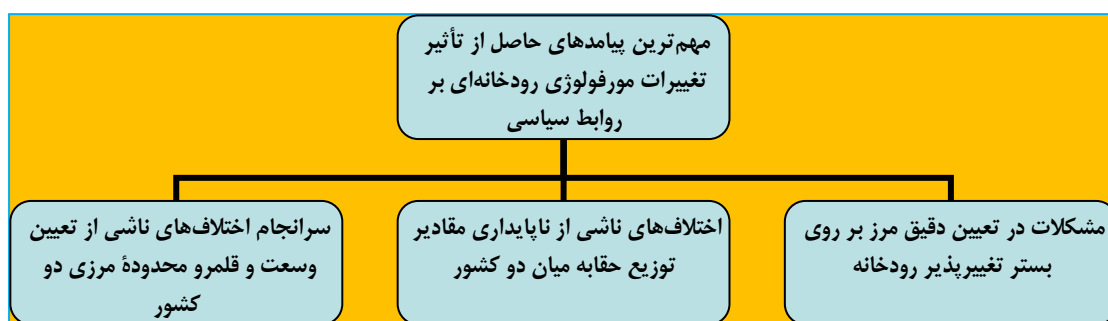 مهم‌ترین پیامدهای حاصل از تأثیر
تغییرات مورفولوژی رودخانه‌ای بر
روابط سیاسی
مشکلات در تعیین دقیق مرز بر روی
بستر تغییرپذیر رودخانه
اختلاف‌های ناشی از ناپایداری مقادیر
توزیع حقابه میان دو کشور
سرانجام اختلاف‌های ناشی از تعیین
وسعت و قلمرو محدودهٔ مرزی دو
کشور